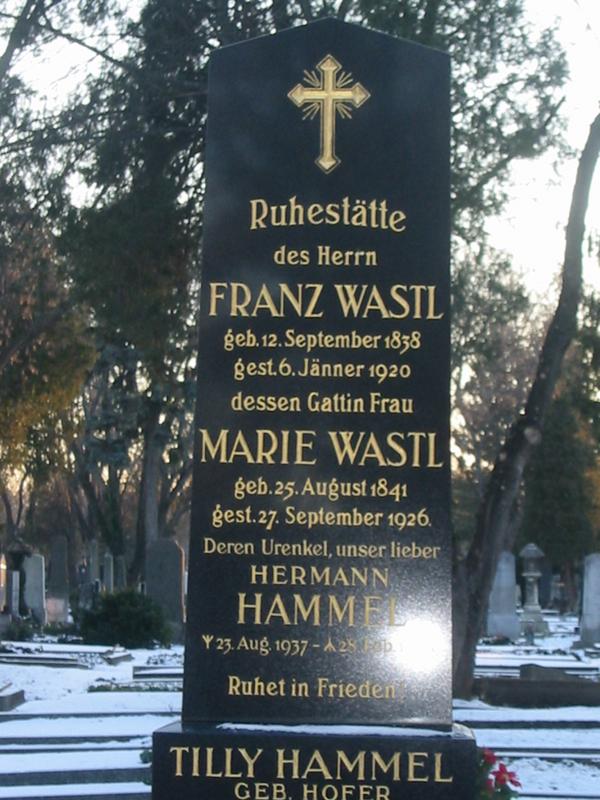 Ruhestätte
des Herrn
FRANZ WASTL
geb. 12. September 1838
gest. 6. Jänner 1920
dessen Gattin Frau
MARIE WASTL
geb. 25. August 1841
gest. 27. September 1926.
Deren Urenkel, unser lieber
HERMANN
HAMMEL
ᛉ 23. Aug. 1937 - ᛣ 28. Feb.
Ruhet in Frieden!
TILLY HAMMEL
GEB. HOFER